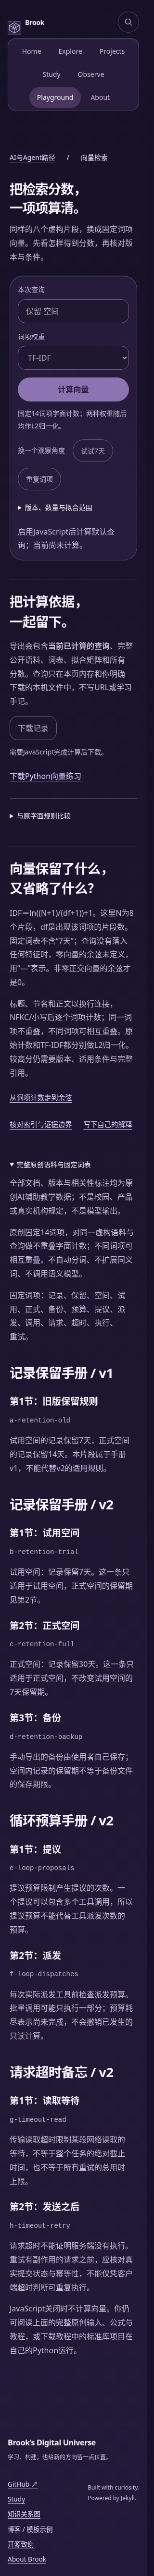 Brook
Home
Explore
Projects
Study
Observe
Playground
About
AI与Agent路径 / 向量检索
把检索分数，
一项项算清。
同样的八个虚构片段，换成固定词项
向量。先看怎样得到分数，再核对版
本与条件。
本次查询
保留 空间
词项权重
TF-IDF
计算向量
固定14词项字面计数；两种权重随后
均作L2归一化。
换一个观察角度
试试7天
重复词项
▶ 版本、数量与拟合范围
启用JavaScript后计算默认查
询；当前尚未计算。
把计算依据，
一起留下。
导出会包含当前已计算的查询、完整
公开语料、词表、拟合矩阵和所有
分数。查询只在本页内存和你明确
下载的本机文件中，不写URL或学习
手记。
下载记录
需要JavaScript完成计算后下载。
下载Python向量练习
▶ 与原字面规则比较
向量保留了什么，
又省略了什么？
IDF＝ln((N+1)/(df+1))+1。这里N为8
个片段，df是出现该词项的片段数。
固定词表不含“7天”；查询没有落入
任何特征时，零向量的余弦未定义，
用“—”表示。非零正交向量的余弦才
是0。
标题、节名和正文以换行连接，
NFKC/小写后逐个词项计数；同一词
项不重叠，不同词项可相互重叠。原
始计数和TF-IDF都分别做L2归一化。
较高分仍需要版本、适用条件与完整
引用。
从词项计数走到余弦
核对索引与证据边界
写下自己的解释
▼ 完整原创语料与固定词表
全部文档、版本与相关性标注均为原
创AI辅助教学数据；不是校园、产品
或真实机构规定，不是模型输出。
原创固定14词项，对同一虚构语料与
查询做不重叠字面计数；不同词项可
相互重叠。不自动分词、不扩展同义
词、不调用语义模型。
固定词项：记录、保留、空间、试
用、正式、备份、预算、提议、派
发、调用、请求、超时、执行、
重试。
记录保留手册 / v1
第1节：旧版保留规则
a-retention-old
试用空间的记录保留7天，正式空间
的记录保留14天。本片段属于手册
v1，不能代替v2的适用规则。
记录保留手册 / v2
第1节：试用空间
b-retention-trial
试用空间：记录保留7天。这一条只
适用于试用空间，正式空间的保留期
见第2节。
第2节：正式空间
c-retention-full
正式空间：记录保留30天。这一条只
适用于正式空间，不改变试用空间的
7天保留期。
第3节：备份
d-retention-backup
手动导出的备份由使用者自己保存；
空间内记录的保留期不等于备份文件
的保存期限。
循环预算手册 / v2
第1节：提议
e-loop-proposals
提议预算限制产生提议的次数。一
个提议可以包含多个工具调用，所以
提议预算不能代替工具派发次数的
预算。
第2节：派发
f-loop-dispatches
每次实际派发工具前检查派发预算。
批量调用可能只执行一部分；预算耗
尽表示尚未完成，不会撤销已发生的
只读计算。
请求超时备忘 / v2
第1节：读取等待
g-timeout-read
传输读取超时限制某段网络读取的
等待，不等于整个任务的绝对截止
时间，也不等于所有重试的总用时
上限。
第2节：发送之后
h-timeout-retry
请求超时不能证明服务端没有执行。
重试有副作用的请求之前，应核对真
实提交状态与幂等性，不能仅凭客户
端超时判断可重复执行。
JavaScript关闭时不计算向量。你仍
可阅读上面的完整原创输入、公式与
教程，或下载教程中的标准库项目在
自己的Python运行。
Brook's Digital Universe
学习、构建，也给新的方向留一点位置。
GitHub ↗
Study
知识关系图
博客 / 模板示例
开源致谢
About Brook
Built with curiosity.
Powered by Jekyll.